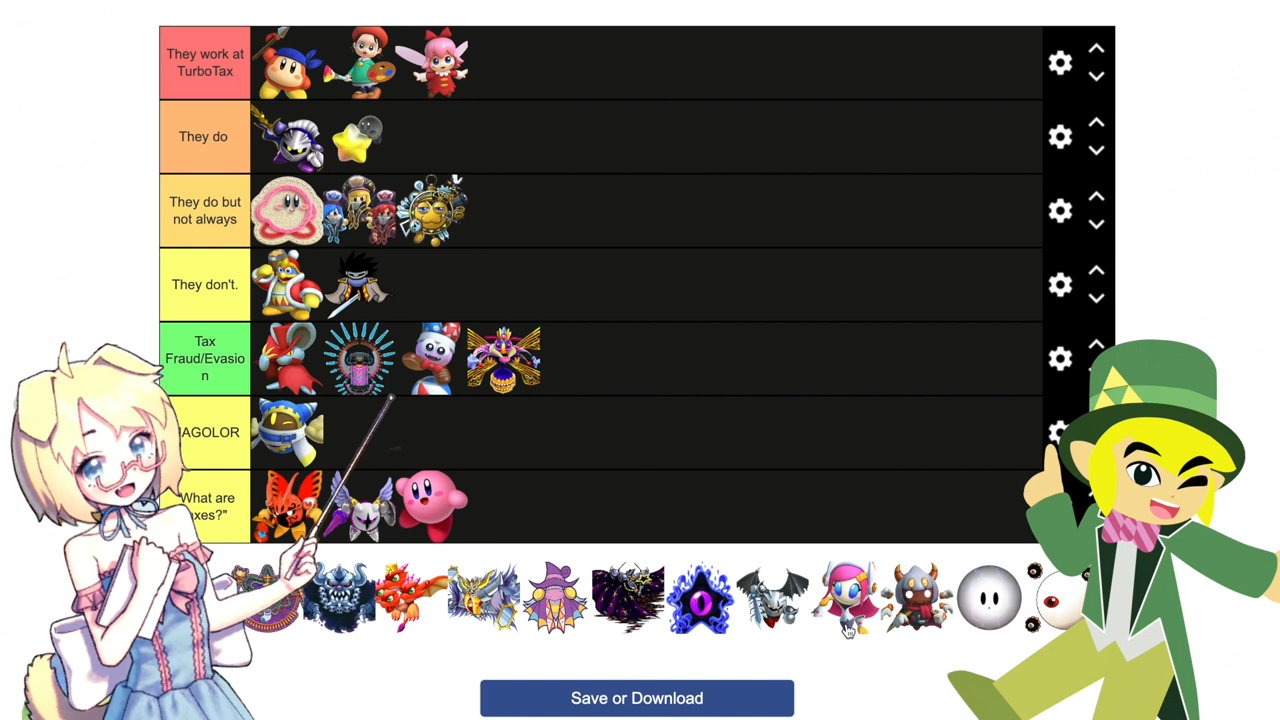 They work at
TurboTax
They do
They do but
not always
They don't.
Tax
Fraud/Evasio
n
AGOLOR
"What are
axes?"
Save or Download